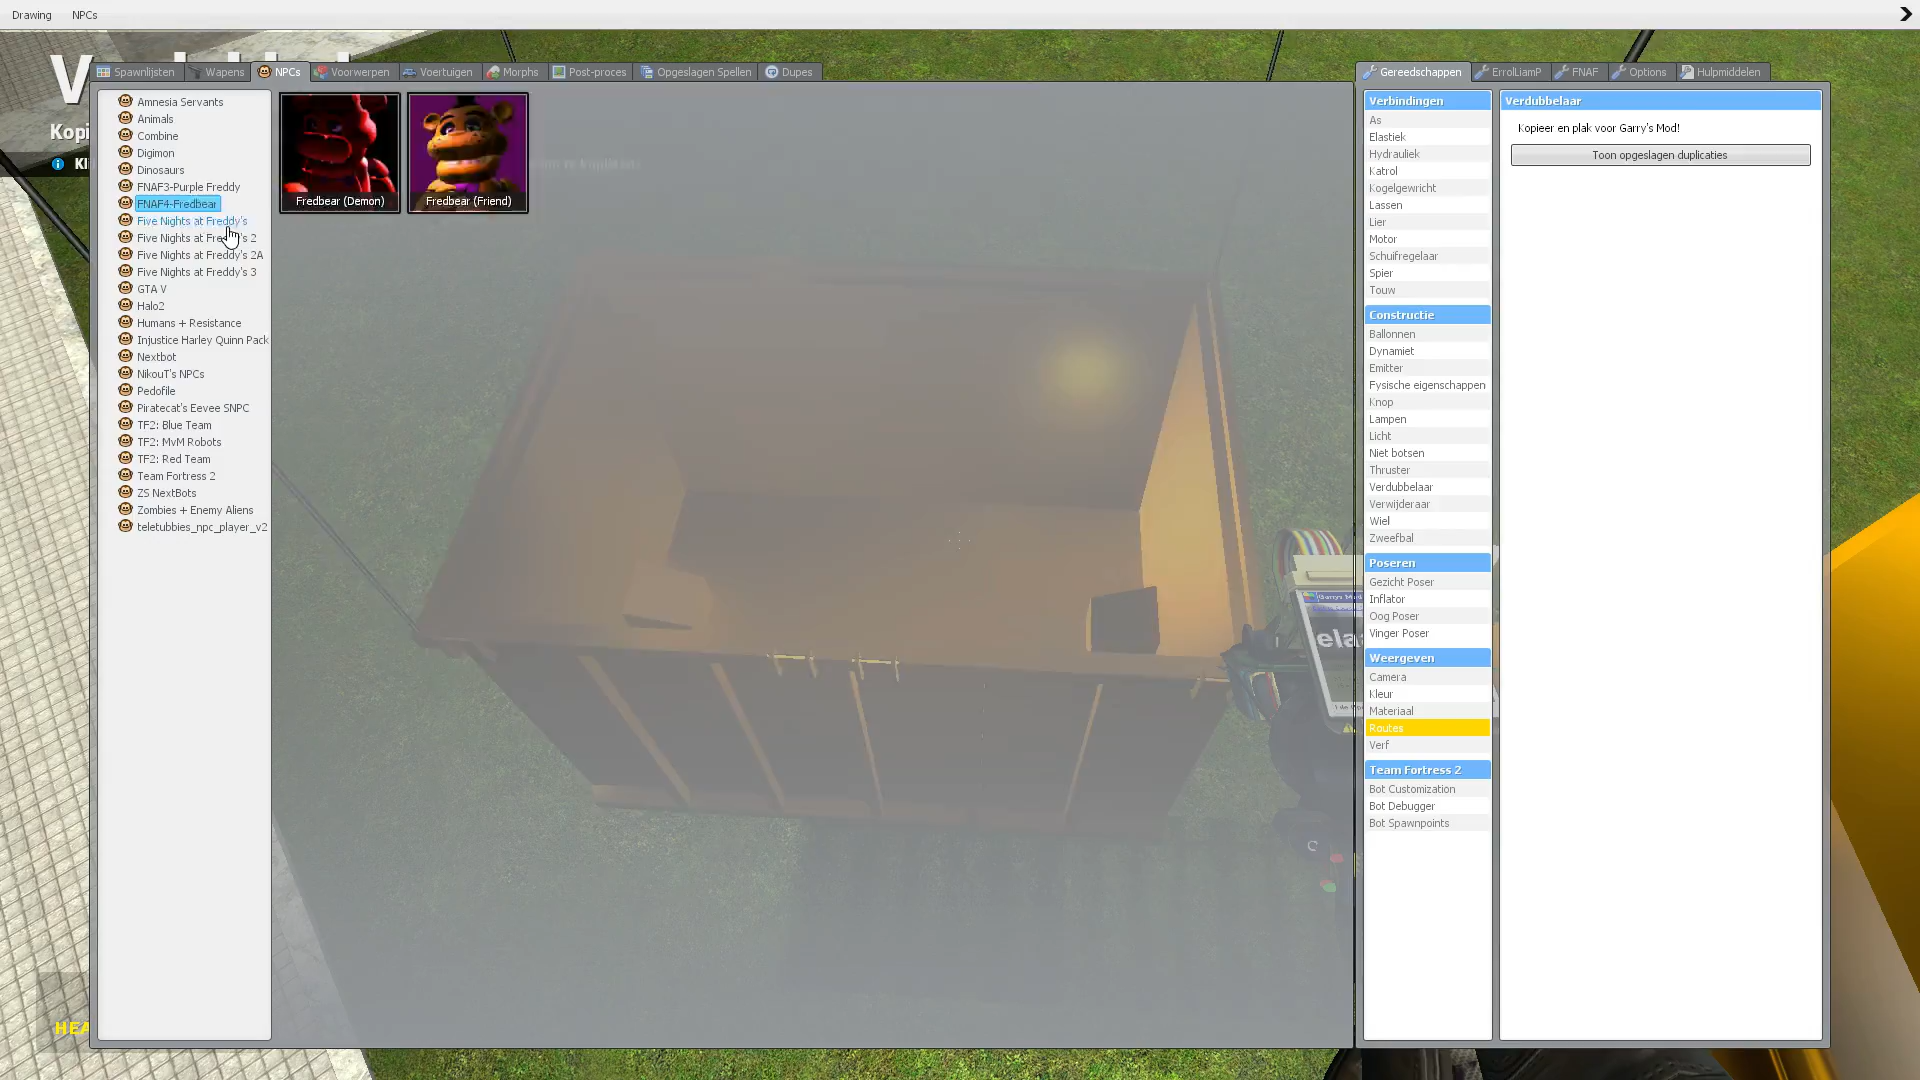 Drawing NPCs
Kopi
Kl
Spawnlijsten Wapens NPCs Voorwerpen Voertuigen Morphs Post-proces Opgeslagen Spellen Dupes
Amnesia Servants
Animals
Combine
Digimon
Dinosaurs
FNAF3-Purple Freddy
FNAF4-Fredbear
Five Nights at Freddy's
Five Nights at Freddy's 2
Five Nights at Freddy's 2A
Five Nights at Freddy's 3
GTA V
Halo2
Humans + Resistance
Injustice Harley Quinn Pack
Nextbot
NikouT's NPCs
Pedofile
Piratecat's Eevee SNPC
TF2: Blue Team
TF2: MvM Robots
TF2: Red Team
Team Fortress 2
ZS NextBots
Zombies + Enemy Aliens
teletubbies_npc_player_v2
Fredbear (Demon) Fredbear (Friend)
HEA
Gereedschappen ErrolLiamP FNAF Options Hulpmiddelen
Verbindingen
As
Elastiek
Hydrauliek
Katrol
Kogelgewricht
Lassen
Lier
Motor
Schuifregelaar
Spier
Touw
Constructie
Ballonnen
Dynamiet
Emitter
Fysische eigenschappen
Knop
Lampen
Licht
Niet botsen
Thruster
Verdubbelaar
Verwijderaar
Wiel
Zweefbal
Poseren
Gezicht Poser
Inflator
Oog Poser
Vinger Poser
Weergeven
Camera
Kleur
Materiaal
Routes
Verf
Team Fortress 2
Bot Customization
Bot Debugger
Bot Spawnpoints
Verdubbelaar
Kopieer en plak voor Garry's Mod!
Toon opgeslagen duplicaties
ela